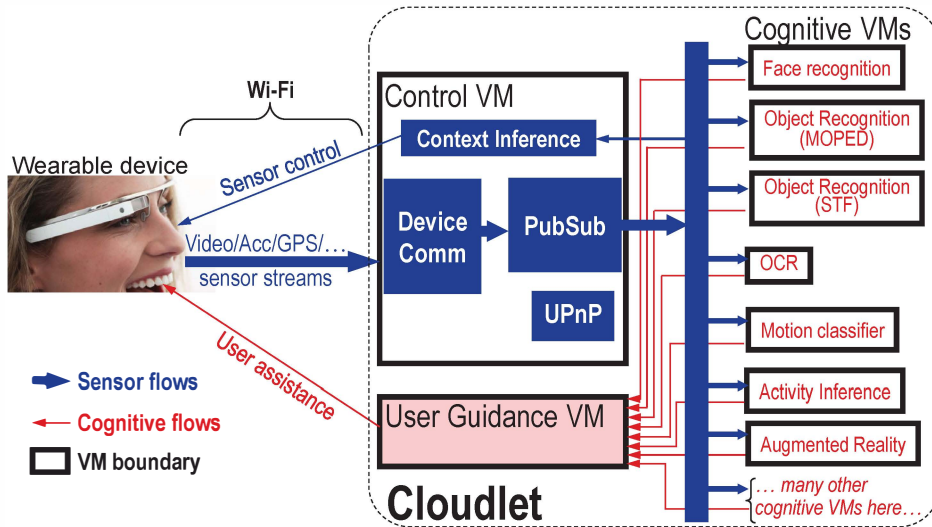 Cognitive VMs
Face recognition
Wi-Fi
Control VM
Object Recognition
(MOPED)
Context Inference
Wearable device
Sensor control
Object Recognition
(STF)
Device
Comm
PubSub
Video/Acc/GPS/…
sensor streams
OCR
UPnP
Motion classifier
User assistance
Sensor flows
Activity Inference
Cognitive flows
User Guidance VM
Augmented Reality
VM boundary
Cloudlet
… many other
cognitive VMs here…